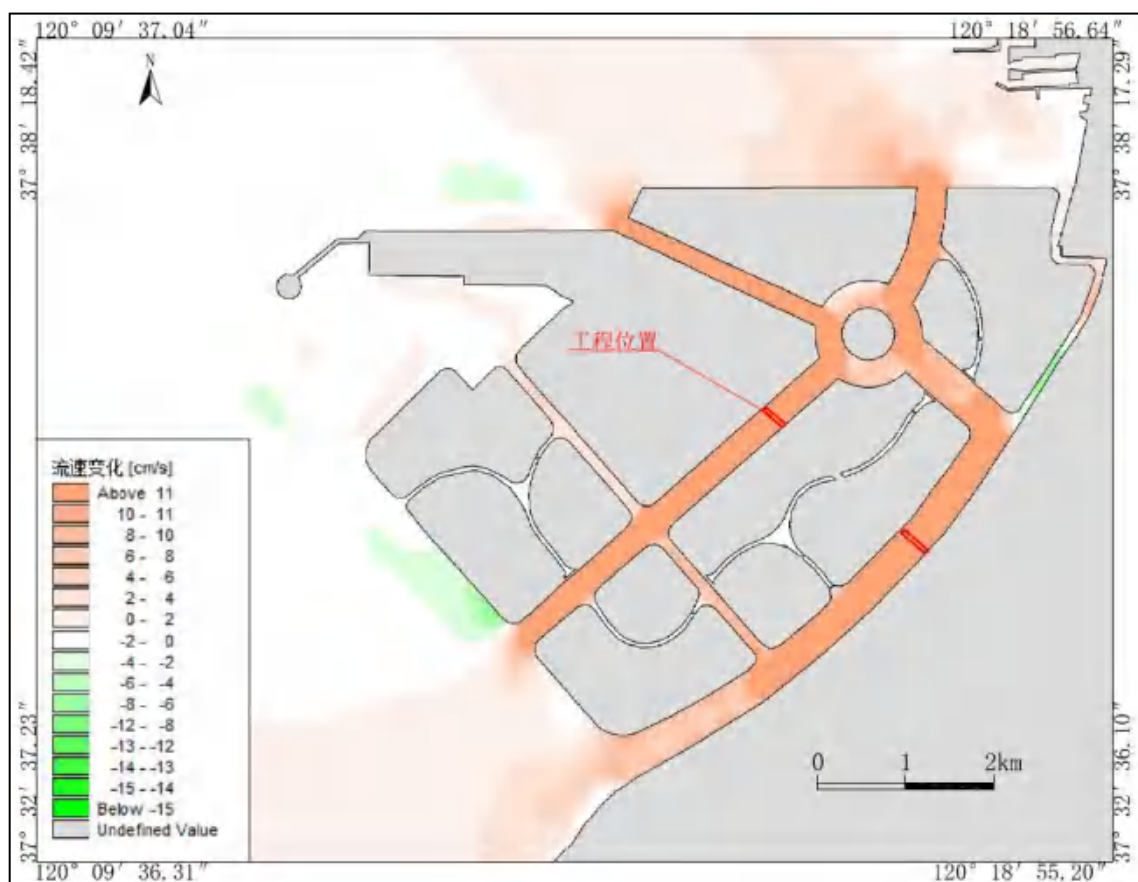 120° 09′ 37.04″
120° 18′ 56.64″
37° 38′ 18.42″
37° 38′ 17.29″
N
工程位置
流速变化 [cm/s]
Above 11
10 - 11
8 - 10
6 - 8
4 - 6
2 - 4
0 - 2
-2 - 0
-4 - -2
-6 - -4
-8 - -6
-12 - -8
-13 - -12
-14 - -13
-15 - -14
Below -15
Undefined Value
0 1 2km
37° 32′ 37.23″
37° 32′ 36.10″
120° 09′ 36.31″
120° 18′ 55.20″